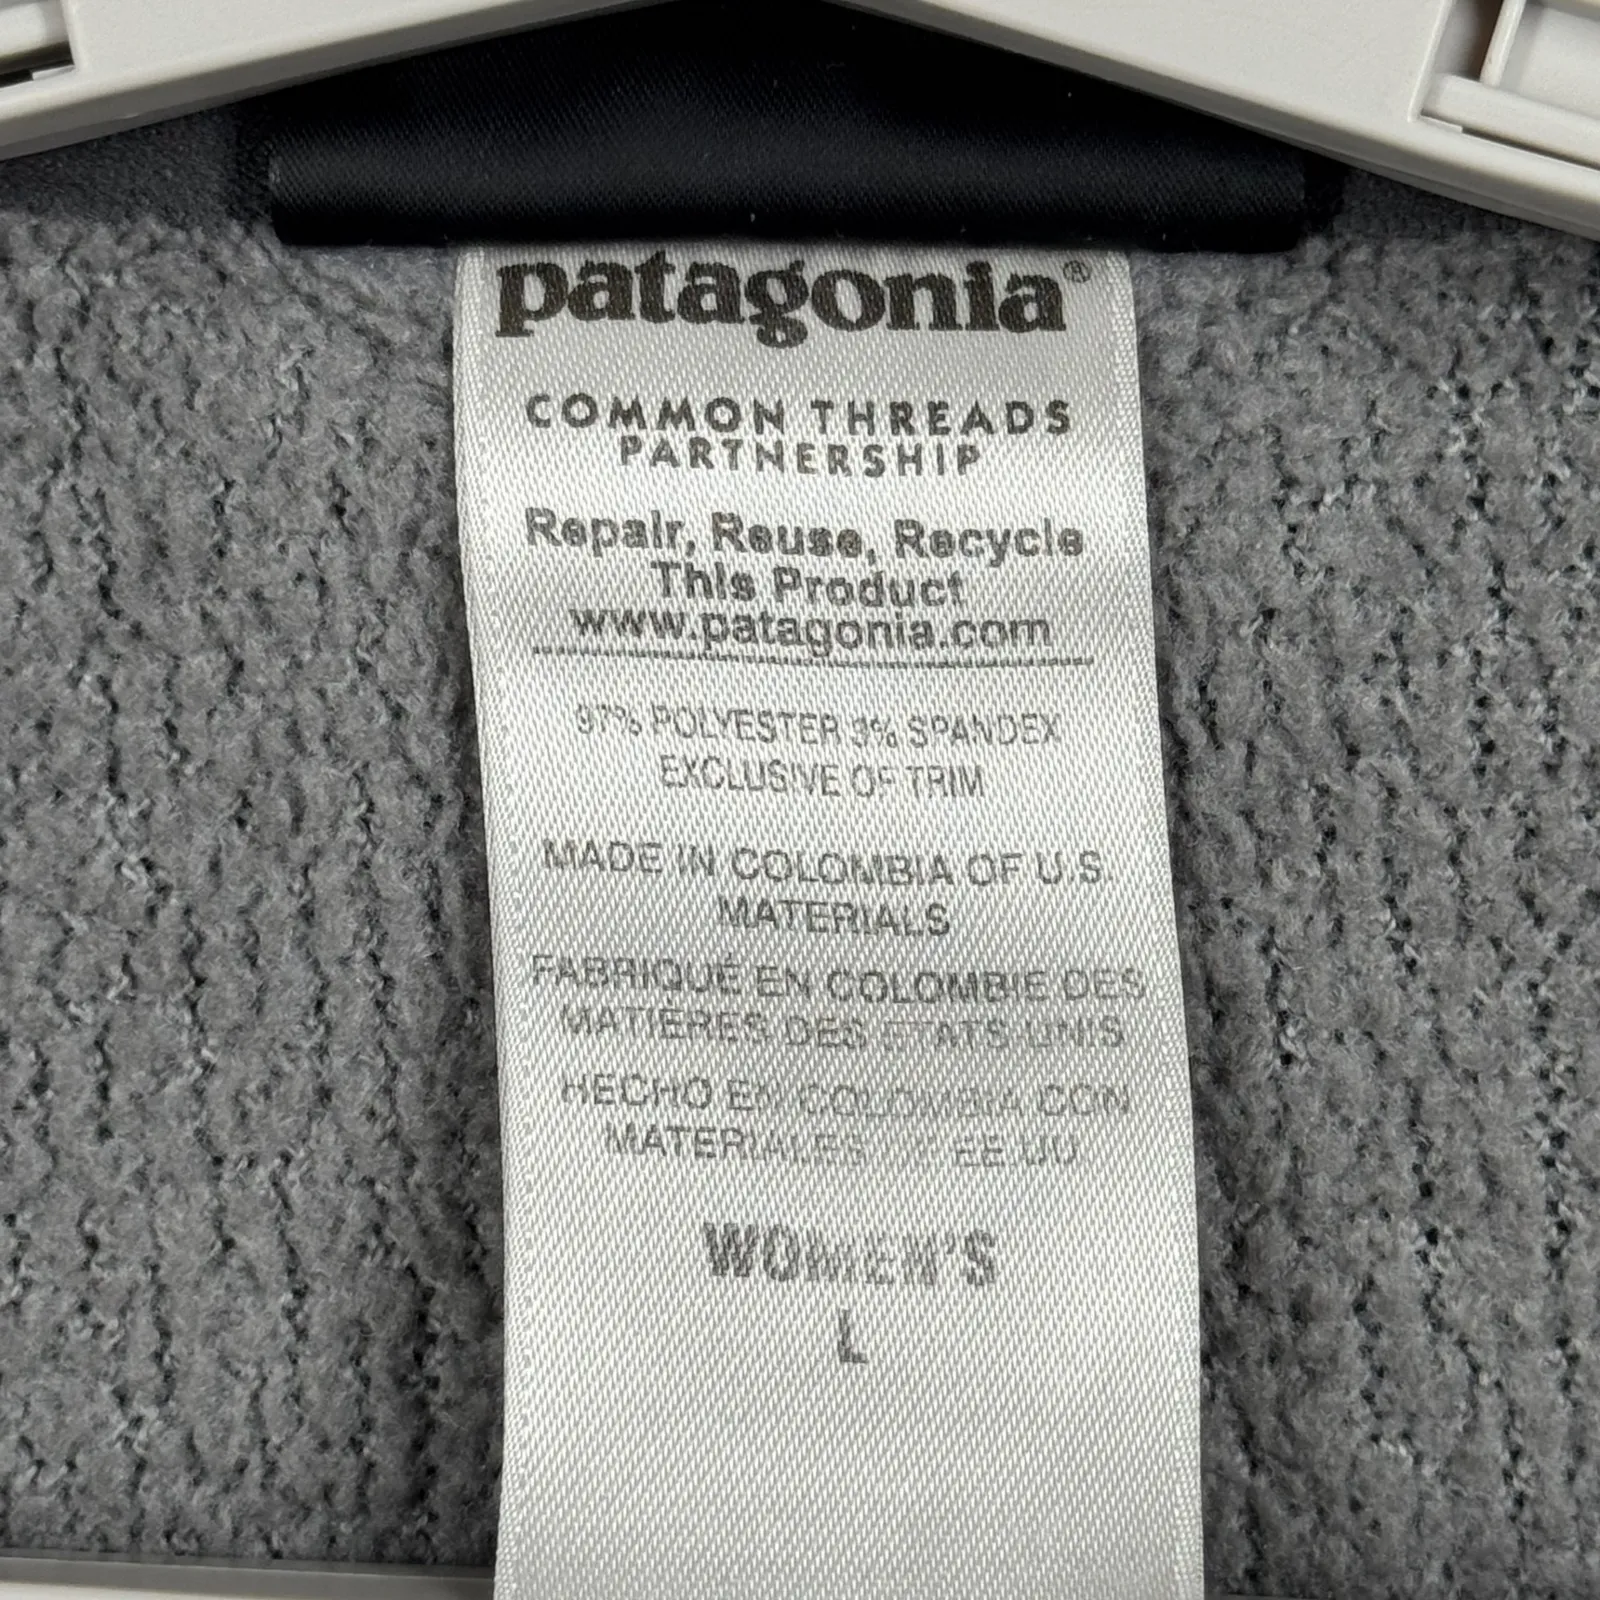 patagonia®
COMMON THREADS
PARTNERSHIP
Repair, Reuse, Recycle
This Product
www.patagonia.com
97% POLYESTER 3% SPANDEX
EXCLUSIVE OF TRIM
MADE IN COLOMBIA OF U.S.
MATERIALS
FABRIQUÉ EN COLOMBIE DES
MATIÈRES DES ETATS-UNIS
HECHO EN COLOMBIA CON
MATERIALES EE.UU
WOMEN'S
L